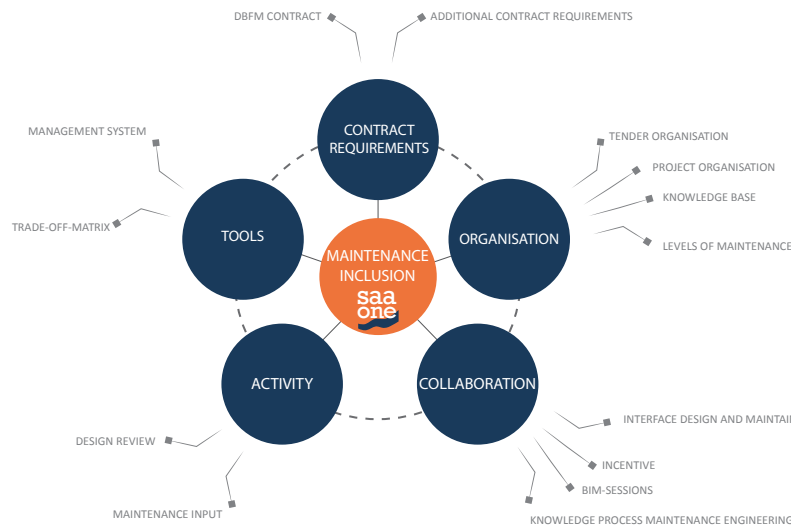 DBFM CONTRACT
ADDITIONAL CONTRACT REQUIREMENTS
CONTRACT
REQUIREMENTS
MANAGEMENT SYSTEM
TRADE-OFF-MATRIX
TOOLS
TENDER ORGANISATION
PROJECT ORGANISATION
KNOWLEDGE BASE
LEVELS OF MAINTENANCE
ORGANISATION
MAINTENANCE
INCLUSION
saa
one
ACTIVITY
COLLABORATION
DESIGN REVIEW
MAINTENANCE INPUT
INTERFACE DESIGN AND MAINTAIN
INCENTIVE
BIM-SESSIONS
KNOWLEDGE PROCESS MAINTENANCE ENGINEERING